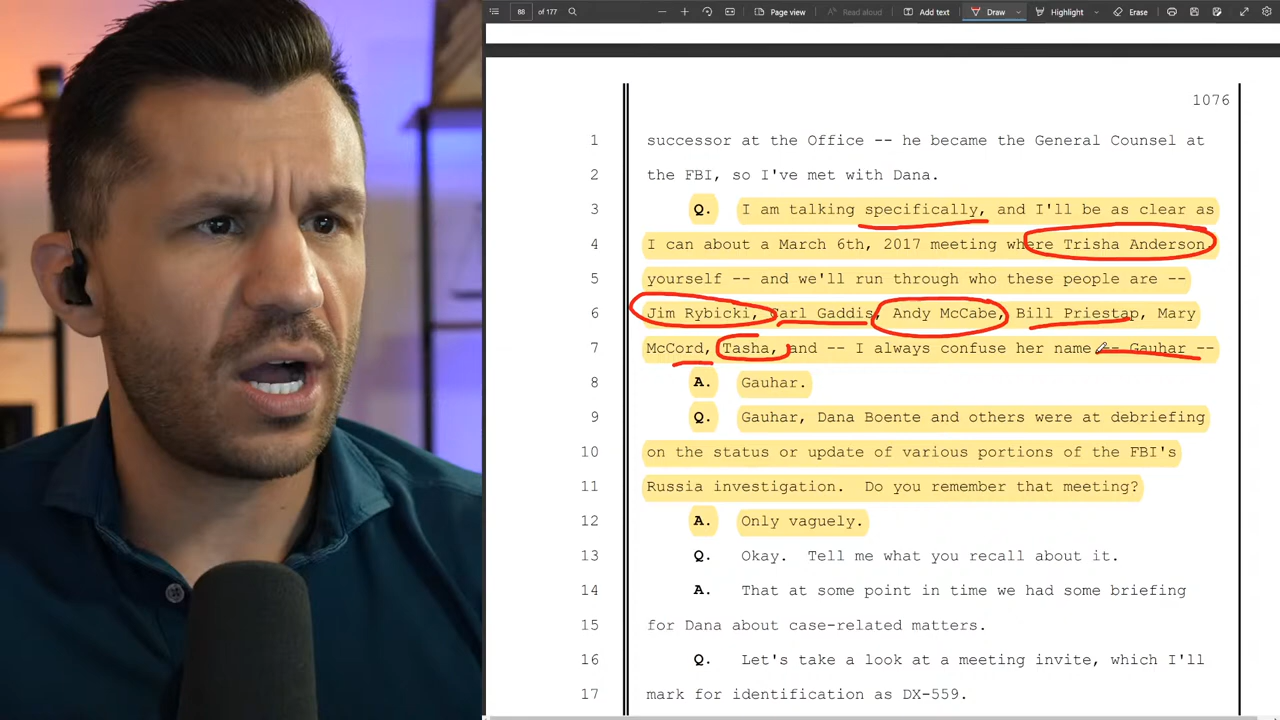 88 of 177
Page view
Read aloud
Add text
Draw
Highlight
Erase
1076
1 successor at the Office -- he became the General Counsel at
2 the FBI, so I've met with Dana.
3 Q. I am talking specifically, and I'll be as clear as
4 I can about a March 6th, 2017 meeting where Trisha Anderson,
5 yourself -- and we'll run through who these people are --
6 Jim Rybicki, Carl Gaddis, Andy McCabe, Bill Priestap, Mary
7 McCord, Tasha, and -- I always confuse her name -- Gauhar --
8 A. Gauhar.
9 Q. Gauhar, Dana Boente and others were at debriefing
10 on the status or update of various portions of the FBI's
11 Russia investigation. Do you remember that meeting?
12 A. Only vaguely.
13 Q. Okay. Tell me what you recall about it.
14 A. That at some point in time we had some briefing
15 for Dana about case-related matters.
16 Q. Let's take a look at a meeting invite, which I'll
17 mark for identification as DX-559.